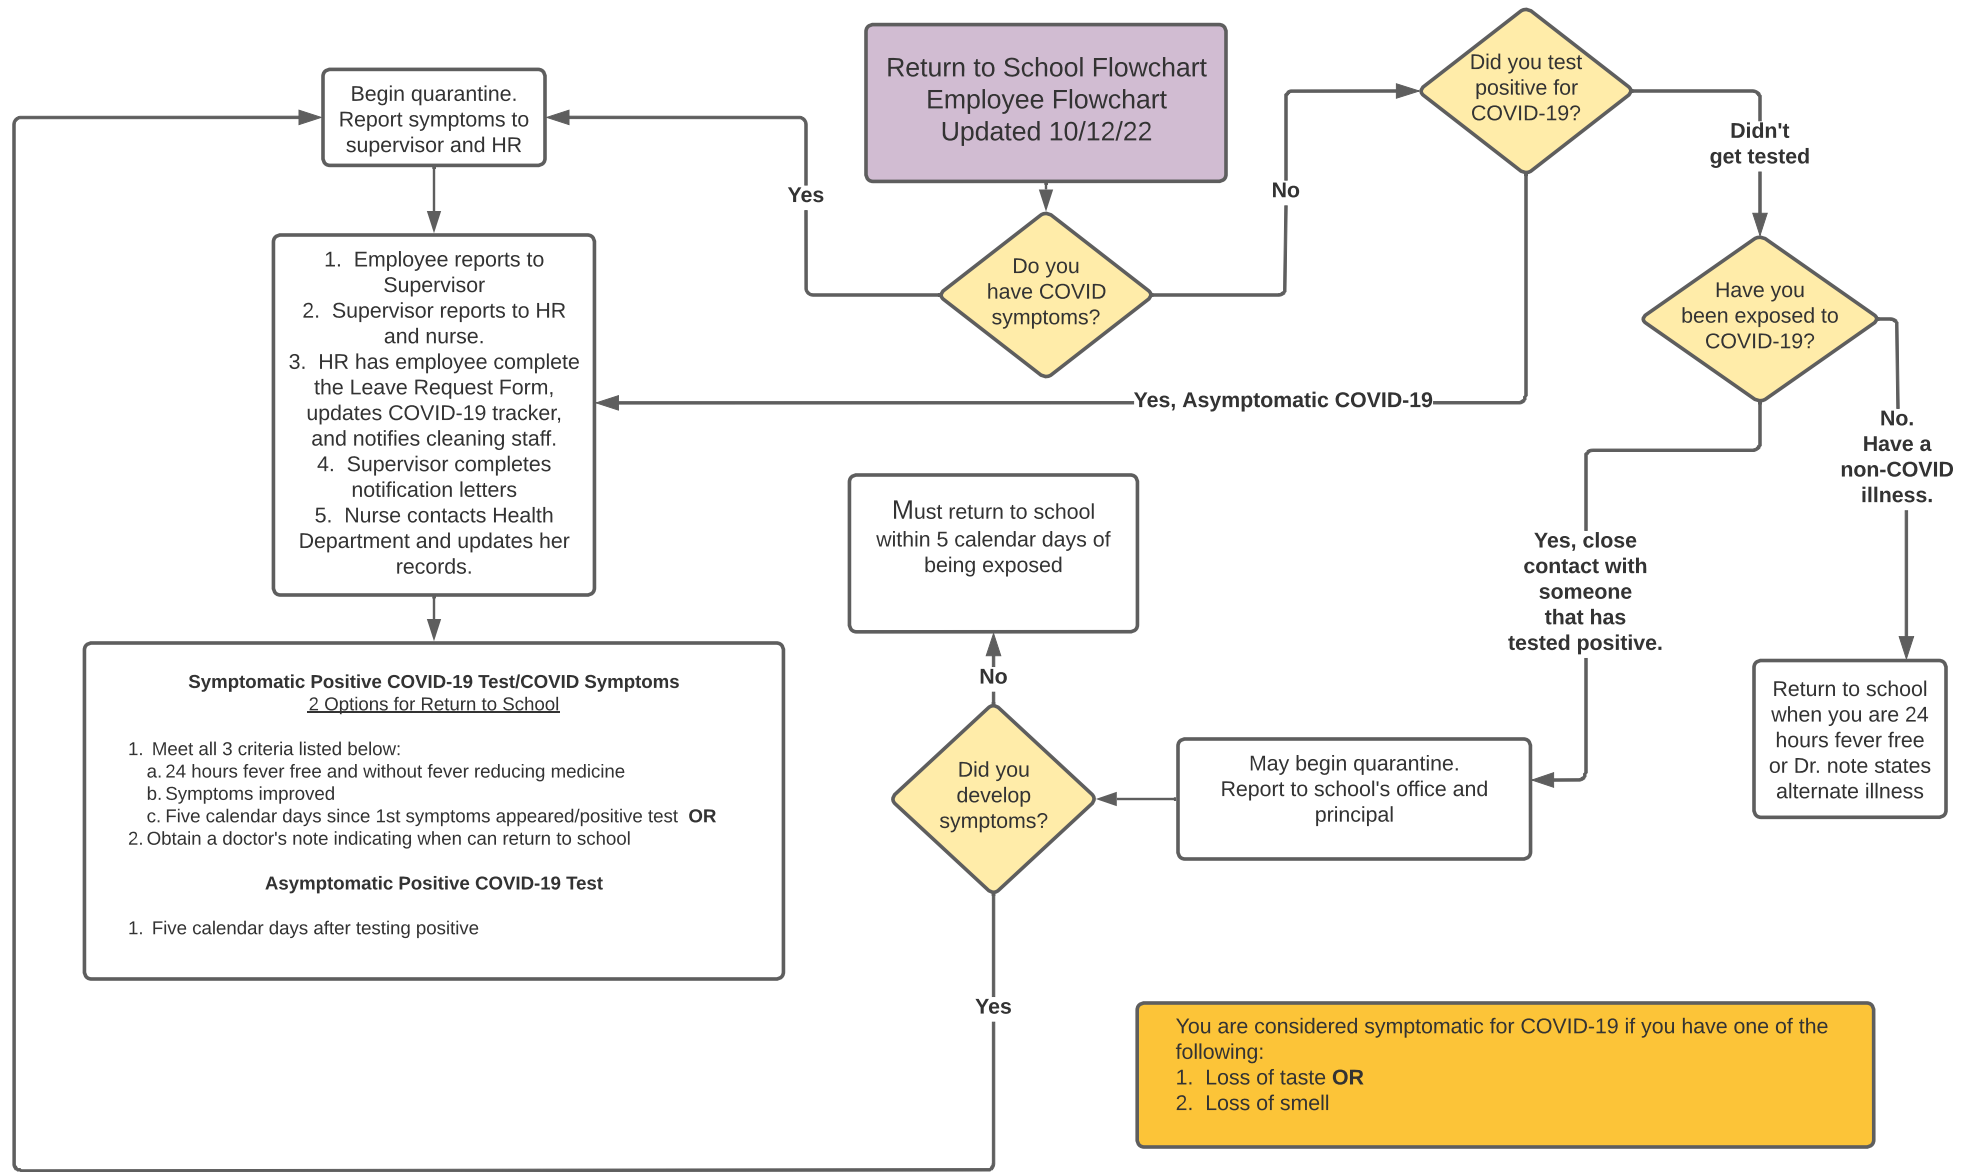 Return to School Flowchart
Employee Flowchart
Updated 10/12/22
Do you
have COVID
symptoms?
Yes
No
Begin quarantine.
Report symptoms to
supervisor and HR
1.  Employee reports to
Supervisor
2.  Supervisor reports to HR
and nurse.
3.  HR has employee complete
the Leave Request Form,
updates COVID-19 tracker,
and notifies cleaning staff.
4.  Supervisor completes
notification letters
5.  Nurse contacts Health
Department and updates her
records.
Symptomatic Positive COVID-19 Test/COVID Symptoms
2 Options for Return to School
1.  Meet all 3 criteria listed below:
a. 24 hours fever free and without fever reducing medicine
b. Symptoms improved
c. Five calendar days since 1st symptoms appeared/positive test  OR
2. Obtain a doctor's note indicating when can return to school
Asymptomatic Positive COVID-19 Test
1.  Five calendar days after testing positive
Did you test
positive for
COVID-19?
Yes, Asymptomatic COVID-19
Didn't
get tested
Have you
been exposed to
COVID-19?
No.
Have a
non-COVID
illness.
Return to school
when you are 24
hours fever free
or Dr. note states
alternate illness
Yes, close
contact with
someone
that has
tested positive.
May begin quarantine.
Report to school's office and
principal
Did you
develop
symptoms?
No
Must return to school
within 5 calendar days of
being exposed
Yes
You are considered symptomatic for COVID-19 if you have one of the
following:
1.  Loss of taste OR
2.  Loss of smell